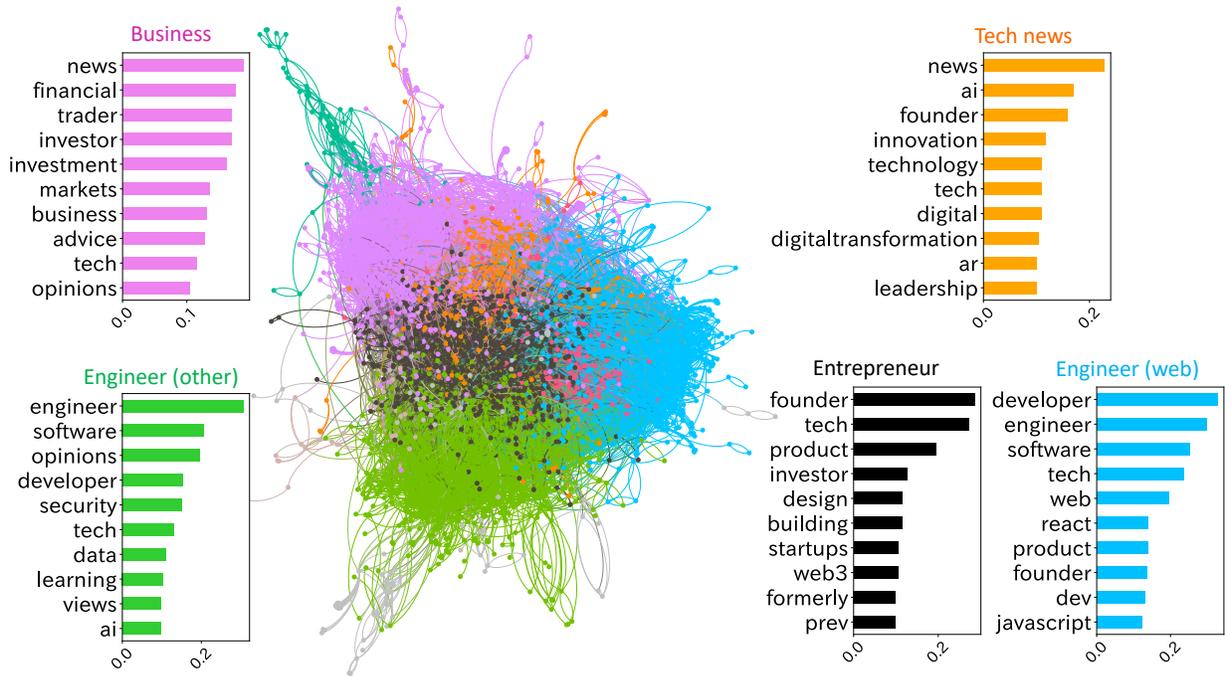 Business
news
financial
trader
investor
investment
markets
business
advice
tech
opinions
0.0
0.1
Tech news
news
ai
founder
innovation
technology
tech
digital
digitaltransformation
ar
leadership
0.0
0.2
Engineer (other)
engineer
software
opinions
developer
security
tech
data
learning
views
ai
0.0
0.2
Entrepreneur
founder
tech
product
investor
design
building
startups
web3
formerly
prev
0.0
0.2
Engineer (web)
developer
engineer
software
tech
web
react
product
founder
dev
javascript
0.0
0.2